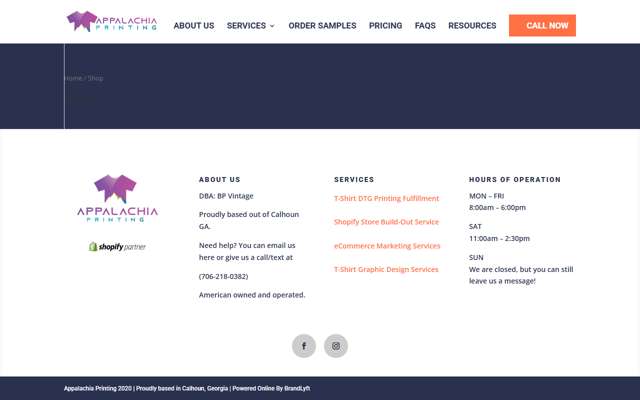 APPALACHIA
PRINTING
ABOUT US
SERVICES
ORDER SAMPLES
PRICING
FAQS
RESOURCES
CALL NOW
Home / Shop
APPALACHIA
PRINTING
shopify partner
ABOUT US
DBA: BP Vintage
Proudly based out of Calhoun
GA.
Need help? You can email us
here or give us a call/text at
(706-218-0382)
American owned and operated.
SERVICES
T-Shirt DTG Printing Fulfillment
Shopify Store Build-Out Service
eCommerce Marketing Services
T-Shirt Graphic Design Services
HOURS OF OPERATION
MON – FRI
8:00am – 6:00pm
SAT
11:00am – 2:30pm
SUN
We are closed, but you can still
leave us a message!
Appalachia Printing 2020 | Proudly based in Calhoun, Georgia | Powered Online By BrandLyft